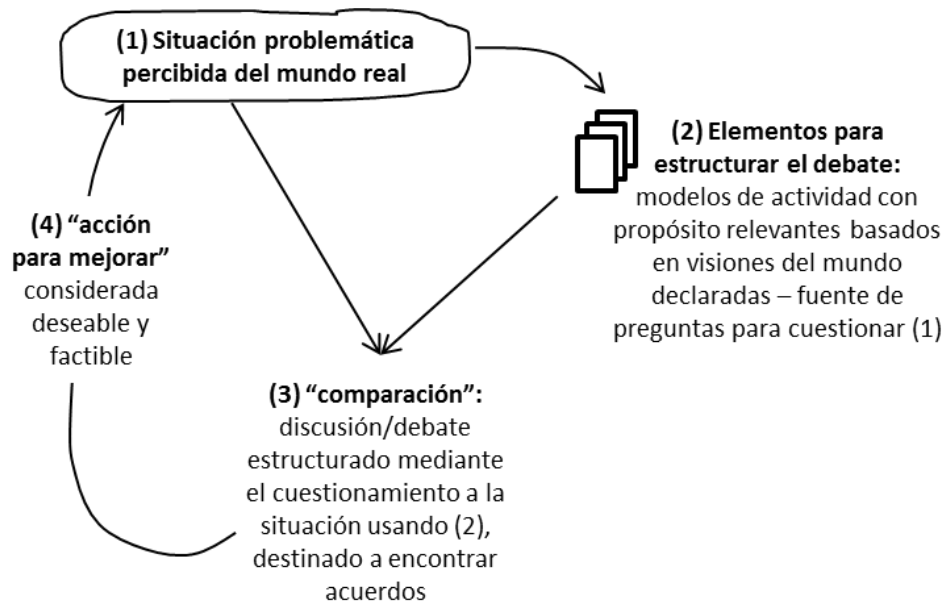 (1) Situación problemática
percibida del mundo real
(2) Elementos para
estructurar el debate:
modelos de actividad con
propósito relevantes basados
en visiones del mundo
declaradas – fuente de
preguntas para cuestionar (1)
(3) “comparación”:
discusión/debate
estructurado mediante
el cuestionamiento a la
situación usando (2),
destinado a encontrar
acuerdos
(4) “acción
para mejorar”
considerada
deseable y
factible